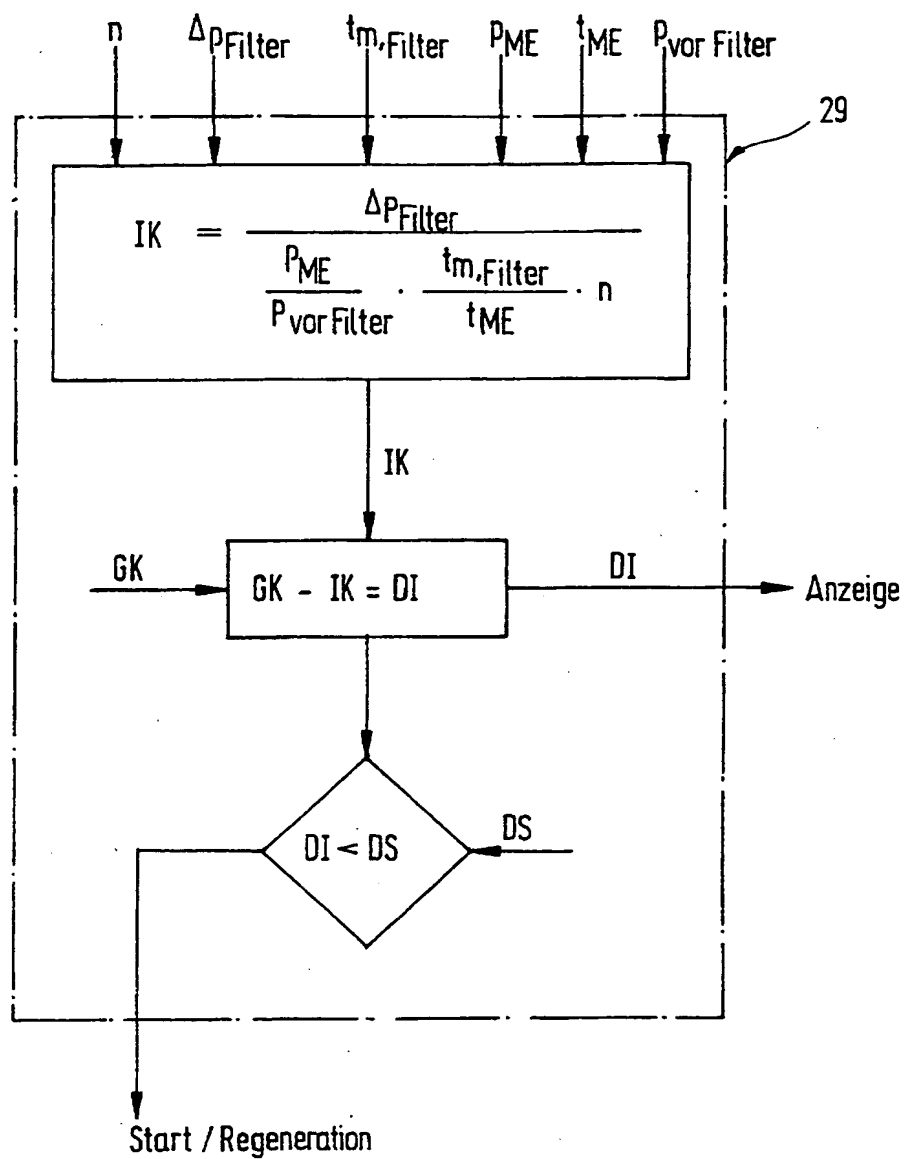 n Δp_Filter t_m,Filter p_ME t_ME p_vor Filter
29
IK = Δp_Filter / (p_ME / p_vor Filter · t_m,Filter / t_ME · n)
IK
GK
GK - IK = DI
DI
Anzeige
DI < DS
DS
Start / Regeneration